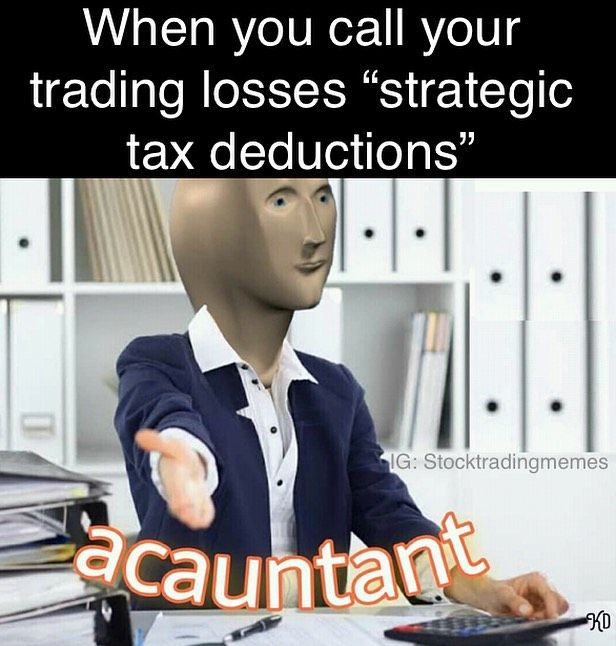 When you call your
trading losses “strategic
tax deductions”
IG: Stocktradingmemes
acauntant
KD